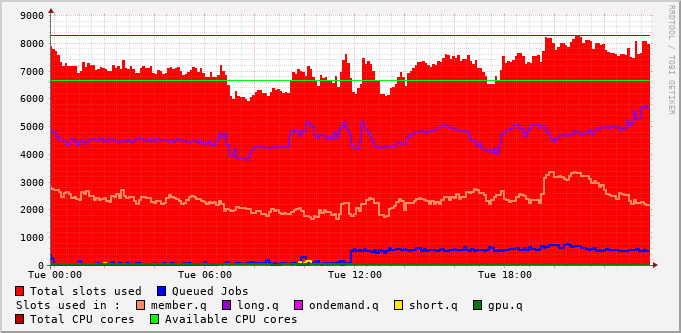 9000
8000
7000
6000
5000
4000
3000
2000
1000
0
Tue 00:00 Tue 06:00 Tue 12:00 Tue 18:00
RRDTOOL / TOBI OETIKER
Total slots used Queued Jobs
Slots used in : member.q long.q ondemand.q short.q gpu.q
Total CPU cores Available CPU cores